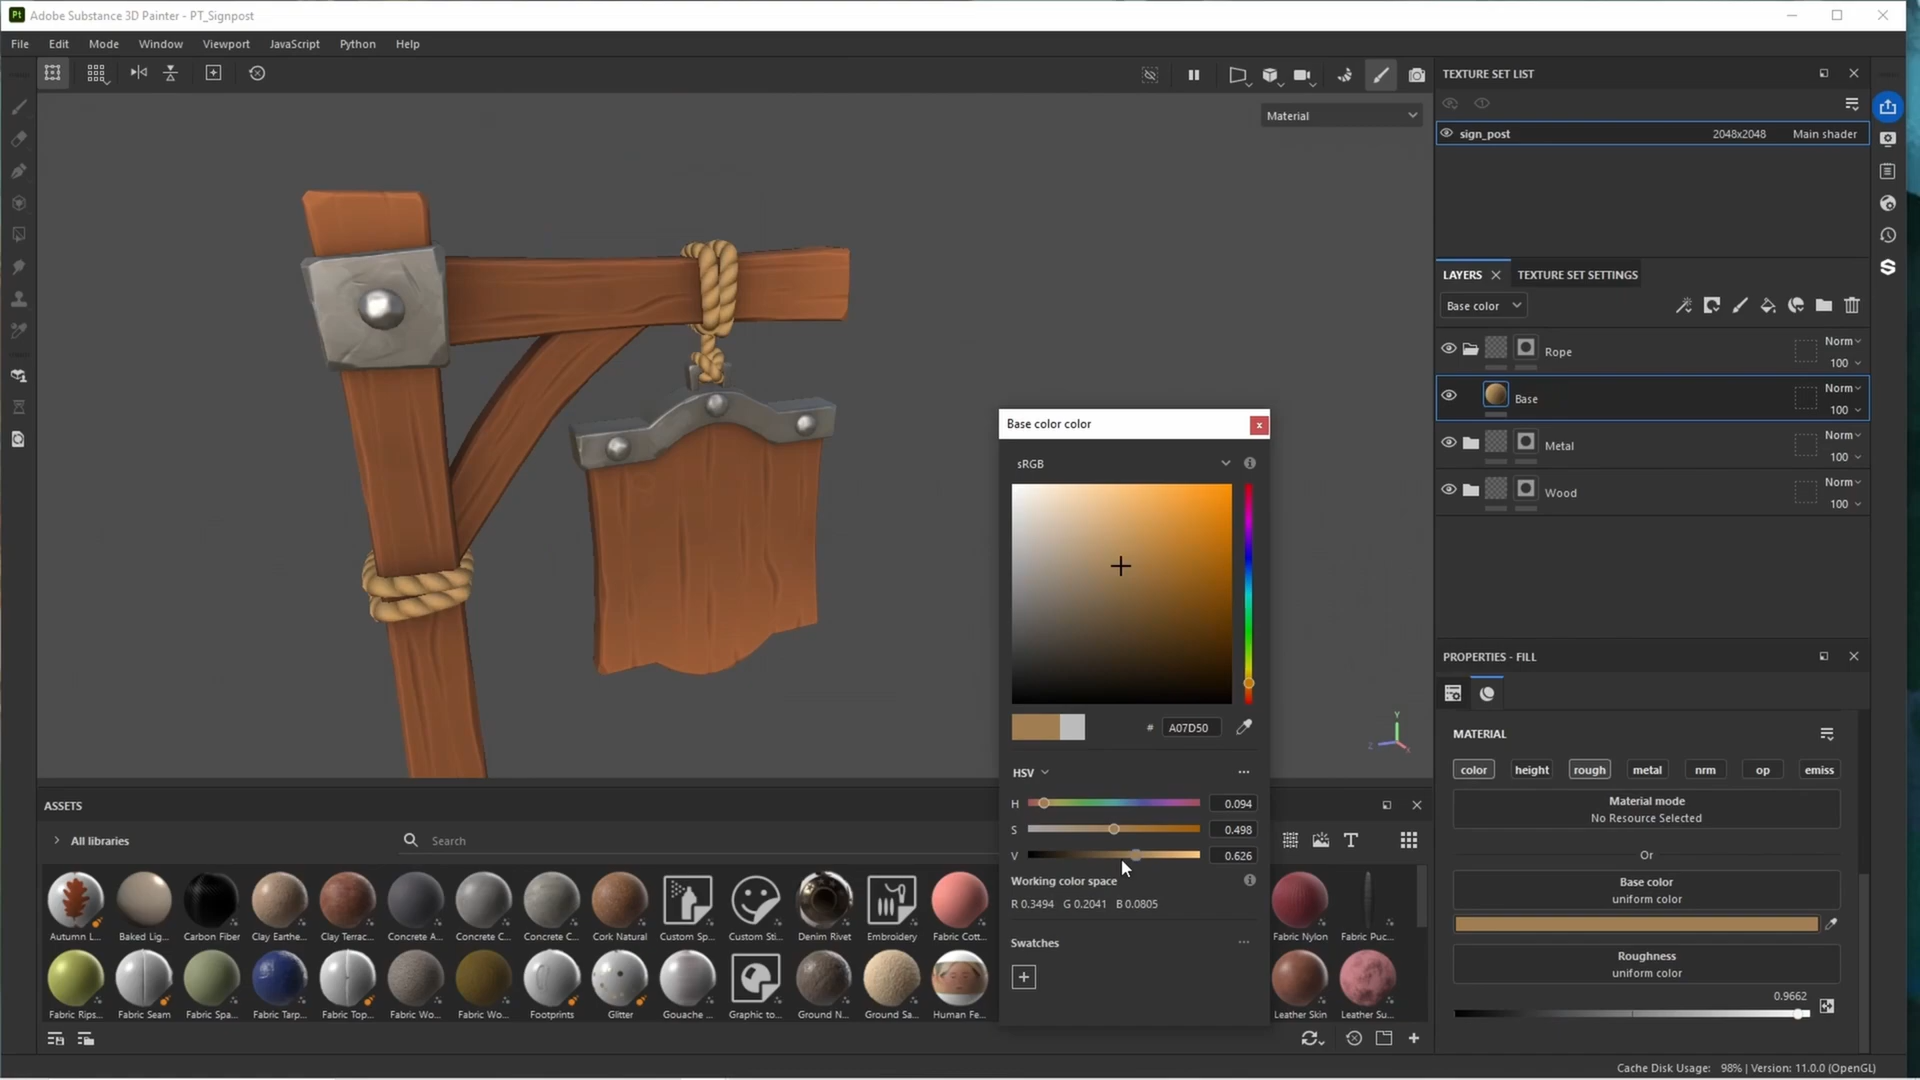 Pt Adobe Substance 3D Painter - PT_Signpost
File Edit Mode Window Viewport JavaScript Python Help
Material
TEXTURE SET LIST
sign_post 2048x2048 Main shader
LAYERS TEXTURE SET SETTINGS
Base color
Rope Norm
100
Base Norm
100
Metal Norm
100
Wood Norm
100
Base color color
sRGB
# A07D50
HSV
H 0.094
S 0.498
V 0.626
Working color space
R 0.3494 G 0.2041 B 0.0805
Swatches
Y
Z
PROPERTIES - FILL
MATERIAL
color height rough metal nrm op emiss
Material mode
No Resource Selected
Or
Base color
uniform color
Roughness
uniform color
0.9662
ASSETS
All libraries
Search
T
Autumn L... Baked Lig... Carbon Fiber Clay Earthe... Clay Terrac... Concrete A... Concrete C... Concrete C... Cork Natural Custom Sp... Custom Sti... Denim Rivet Embroidery Fabric Cott... Fabric Nylon Fabric Puc...
Fabric Rips... Fabric Seam Fabric Spa... Fabric Tarp... Fabric Top... Fabric Wo... Fabric Wo... Footprints Glitter Gouache ... Graphic to... Ground N... Ground Sa... Human Fe... Leather Skin Leather Su...
Cache Disk Usage: 98% | Version: 11.0.0 (OpenGL)